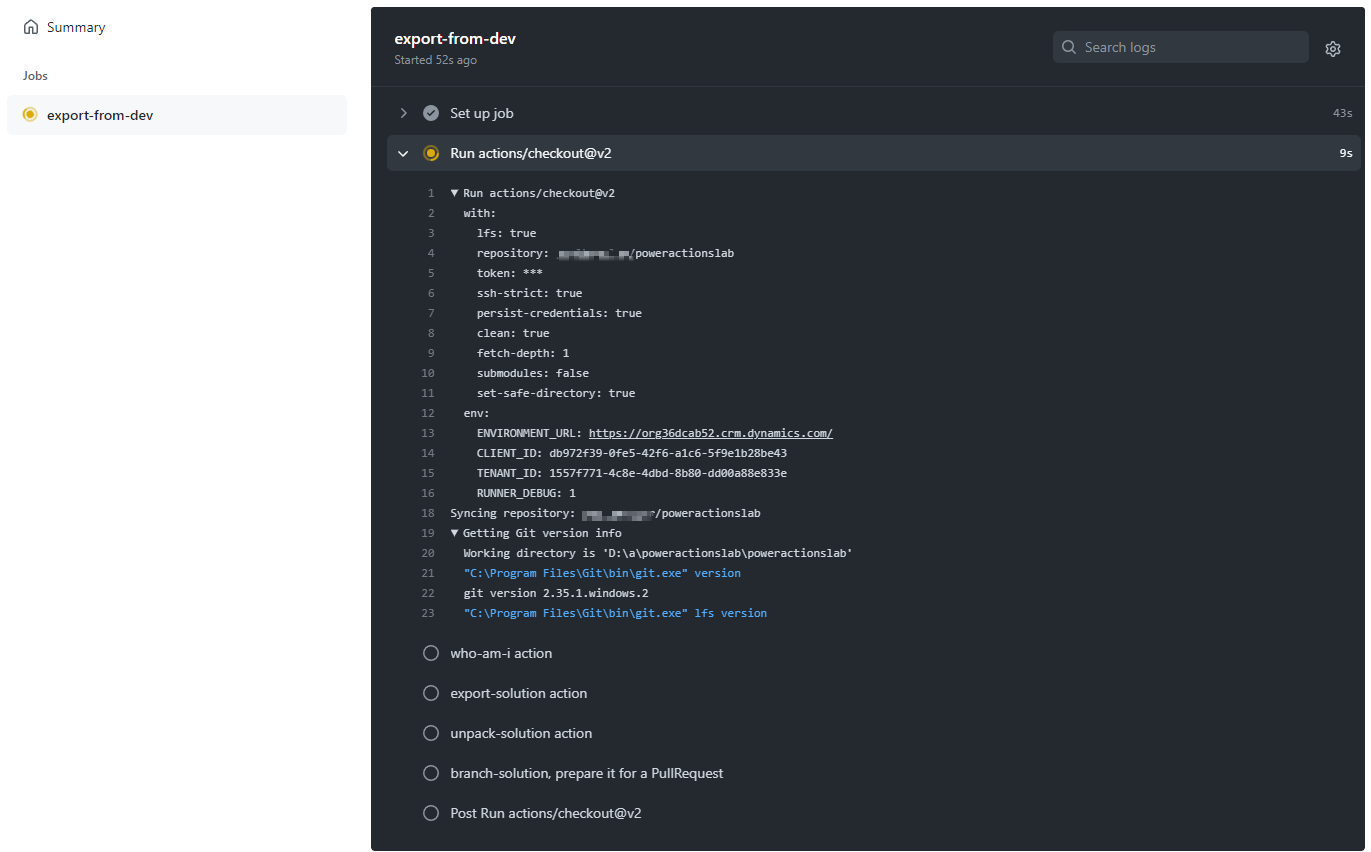 Summary
Jobs
export-from-dev
export-from-dev
Started 52s ago
Search logs
Set up job 43s
Run actions/checkout@v2 9s
1 ▼ Run actions/checkout@v2
2 with:
3 lfs: true
4 repository: /poweractionslab
5 token: ***
6 ssh-strict: true
7 persist-credentials: true
8 clean: true
9 fetch-depth: 1
10 submodules: false
11 set-safe-directory: true
12 env:
13 ENVIRONMENT_URL: https://org36dcab52.crm.dynamics.com/
14 CLIENT_ID: db972f39-0fe5-42f6-a1c6-5f9e1b28be43
15 TENANT_ID: 1557f771-4c8e-4dbd-8b80-dd00a88e833e
16 RUNNER_DEBUG: 1
18 Syncing repository: /poweractionslab
19 ▼ Getting Git version info
20 Working directory is 'D:\a\poweractionslab\poweractionslab'
21 "C:\Program Files\Git\bin\git.exe" version
22 git version 2.35.1.windows.2
23 "C:\Program Files\Git\bin\git.exe" lfs version
who-am-i action
export-solution action
unpack-solution action
branch-solution, prepare it for a PullRequest
Post Run actions/checkout@v2